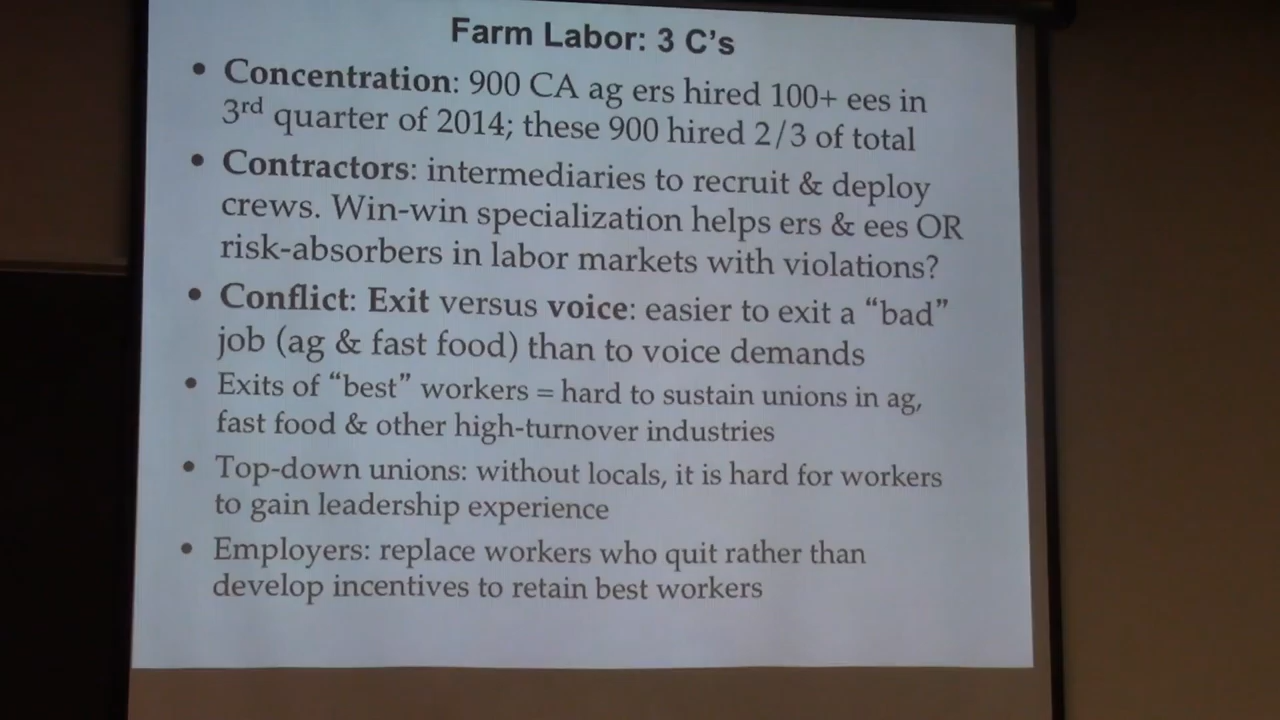 Farm Labor: 3 C's
• Concentration: 900 CA ag ers hired 100+ ees in
3rd quarter of 2014; these 900 hired 2/3 of total
• Contractors: intermediaries to recruit & deploy
crews. Win-win specialization helps ers & ees OR
risk-absorbers in labor markets with violations?
• Conflict: Exit versus voice: easier to exit a “bad”
job (ag & fast food) than to voice demands
• Exits of “best” workers = hard to sustain unions in ag,
fast food & other high-turnover industries
• Top-down unions: without locals, it is hard for workers
to gain leadership experience
• Employers: replace workers who quit rather than
develop incentives to retain best workers